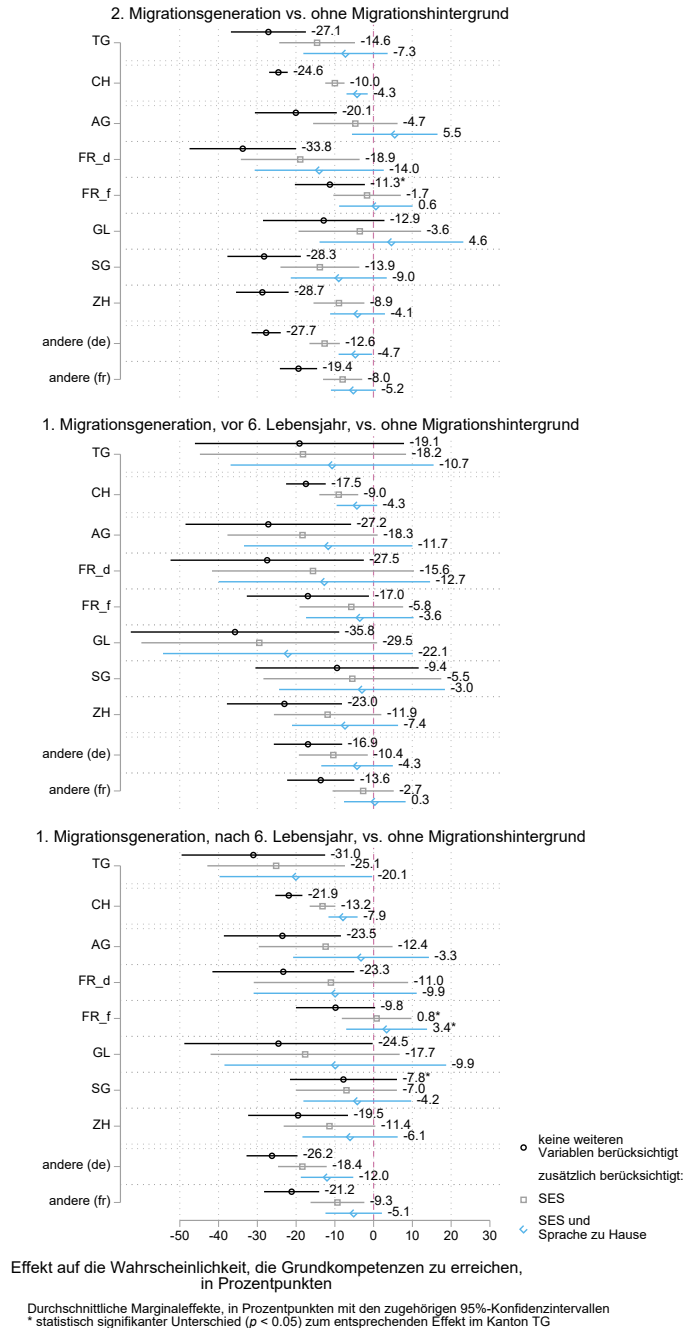 2. Migrationsgeneration vs. ohne Migrationshintergrund
TG -27.1
-14.6
-7.3
CH -24.6
-10.0
-4.3
AG -20.1
-4.7
5.5
FR_d -33.8
-18.9
-14.0
FR_f -11.3*
-1.7
0.6
GL -12.9
-3.6
4.6
SG -28.3
-13.9
-9.0
ZH -28.7
-8.9
-4.1
andere (de) -27.7
-12.6
-4.7
andere (fr) -19.4
-8.0
-5.2
1. Migrationsgeneration, vor 6. Lebensjahr, vs. ohne Migrationshintergrund
TG -19.1
-18.2
-10.7
CH -17.5
-9.0
-4.3
AG -27.2
-18.3
-11.7
FR_d -27.5
-15.6
-12.7
FR_f -17.0
-5.8
-3.6
GL -35.8
-29.5
-22.1
SG -9.4
-5.5
-3.0
ZH -23.0
-11.9
-7.4
andere (de) -16.9
-10.4
-4.3
andere (fr) -13.6
-2.7
0.3
1. Migrationsgeneration, nach 6. Lebensjahr, vs. ohne Migrationshintergrund
TG -31.0
-25.1
-20.1
CH -21.9
-13.2
-7.9
AG -23.5
-12.4
-3.3
FR_d -23.3
-11.0
-9.9
FR_f -9.8
0.8*
3.4*
GL -24.5
-17.7
-9.9
SG -7.8*
-7.0
-4.2
ZH -19.5
-11.4
-6.1
andere (de) -26.2
-18.4
-12.0
andere (fr) -21.2
-9.3
-5.1
-50 -40 -30 -20 -10 0 10 20 30
keine weiteren
Variablen berücksichtigt
zusätzlich berücksichtigt:
SES
SES und
Sprache zu Hause
Effekt auf die Wahrscheinlichkeit, die Grundkompetenzen zu erreichen,
in Prozentpunkten
Durchschnittliche Marginaleffekte, in Prozentpunkten mit den zugehörigen 95%-Konfidenzintervallen
* statistisch signifikanter Unterschied (p < 0.05) zum entsprechenden Effekt im Kanton TG